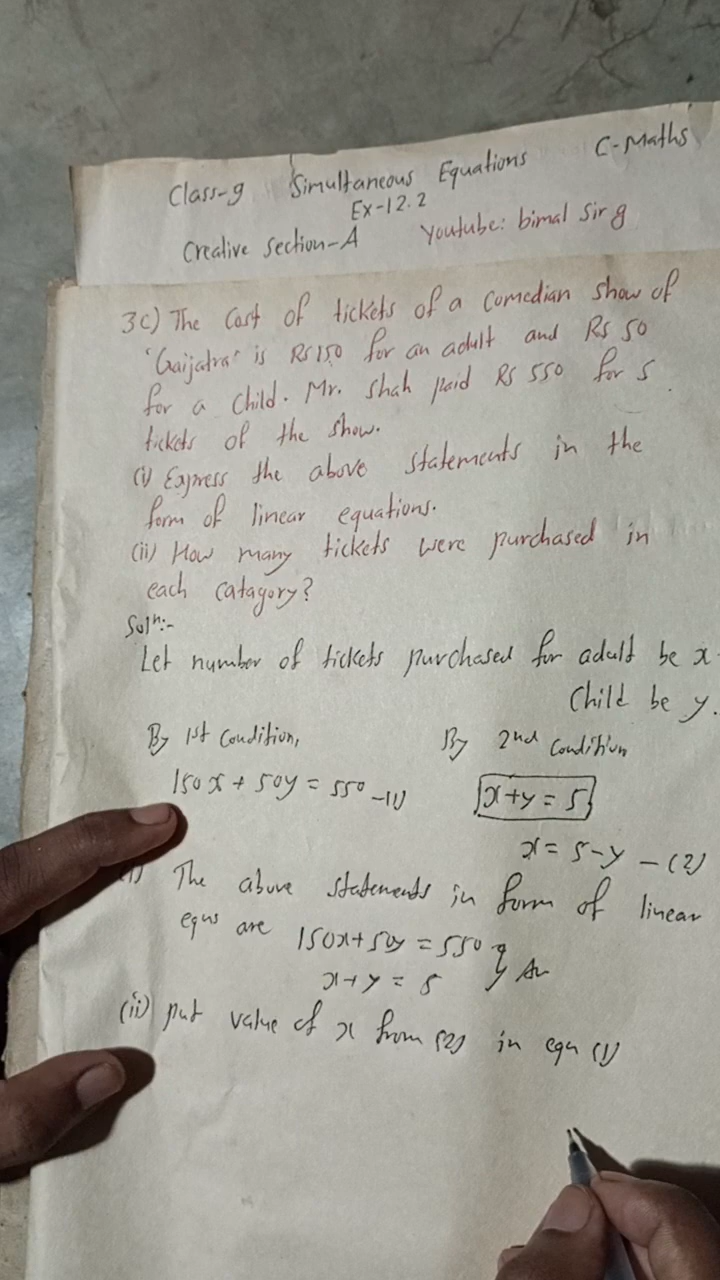 Class-9 Simultaneous Equations C-Maths
Ex-12.2
Creative Section-A Youtube: bimal sir g
3c) The Cost of tickets of a Comedian show of
"Gaijatra" is RS 150 for an adult and RS 50
for a Child. Mr. Shah paid RS 550 for 5
tickets of the show.
(i) Express the above statements in the
form of linear equations.
(ii) How many tickets were purchased in
each catagory?
Solⁿ:-
Let number of tickets purchased for adult be x
Child be y.
By 1st Condition, By 2nd Condition
150x + 50y = 550 -(1) x+y = 5
x = 5-y - (2)
The above statements in form of linear
equs are 150x+50y = 550
x+y = 5
(ii) put value of x from (2) in equ (1)